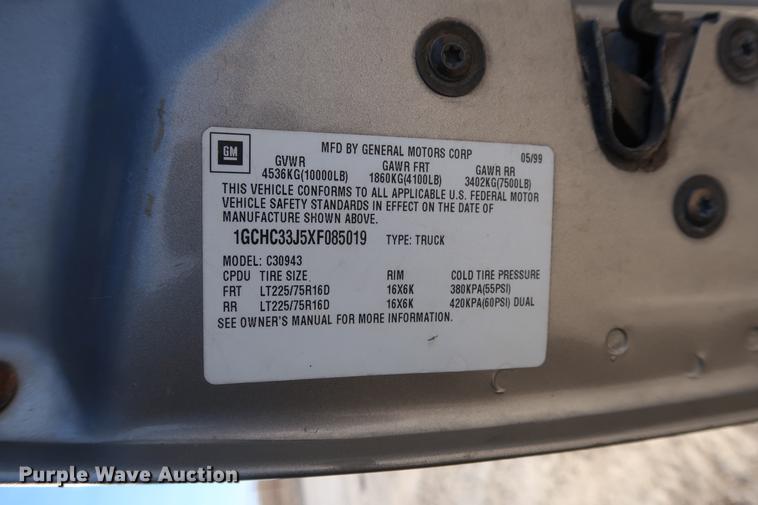 GM
MFD BY GENERAL MOTORS CORP 05/99
GVWR GAWR FRT GAWR RR
4536KG(10000LB) 1860KG(4100LB) 3402KG(7500LB)
THIS VEHICLE CONFORMS TO ALL APPLICABLE U.S. FEDERAL MOTOR
VEHICLE SAFETY STANDARDS IN EFFECT ON THE DATE OF
MANUFACTURE SHOWN ABOVE.
1GCHC33J5XF085019 TYPE: TRUCK
MODEL: C30943
CPDU TIRE SIZE RIM COLD TIRE PRESSURE
FRT LT225/75R16D 16X6K 380KPA(55PSI)
RR LT225/75R16D 16X6K 420KPA(60PSI) DUAL
SEE OWNER'S MANUAL FOR MORE INFORMATION.
Purple Wave Auction